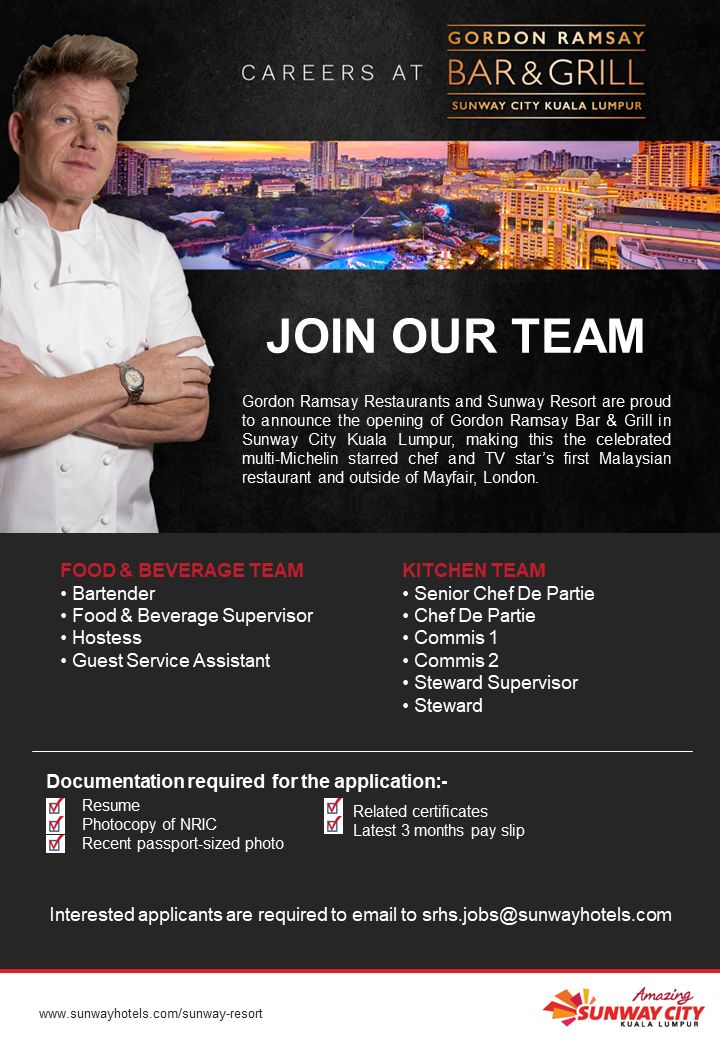 CAREERS AT
GORDON RAMSAY
BAR & GRILL
SUNWAY CITY KUALA LUMPUR
JOIN OUR TEAM
Gordon Ramsay Restaurants and Sunway Resort are proud
to announce the opening of Gordon Ramsay Bar & Grill in
Sunway City Kuala Lumpur, making this the celebrated
multi-Michelin starred chef and TV star’s first Malaysian
restaurant and outside of Mayfair, London.
FOOD & BEVERAGE TEAM
• Bartender
• Food & Beverage Supervisor
• Hostess
• Guest Service Assistant
KITCHEN TEAM
• Senior Chef De Partie
• Chef De Partie
• Commis 1
• Commis 2
• Steward Supervisor
• Steward
Documentation required for the application:-
Resume
Photocopy of NRIC
Recent passport-sized photo
Related certificates
Latest 3 months pay slip
Interested applicants are required to email to srhs.jobs@sunwayhotels.com
www.sunwayhotels.com/sunway-resort
Amazing
SUNWAY CITY
KUALA LUMPUR